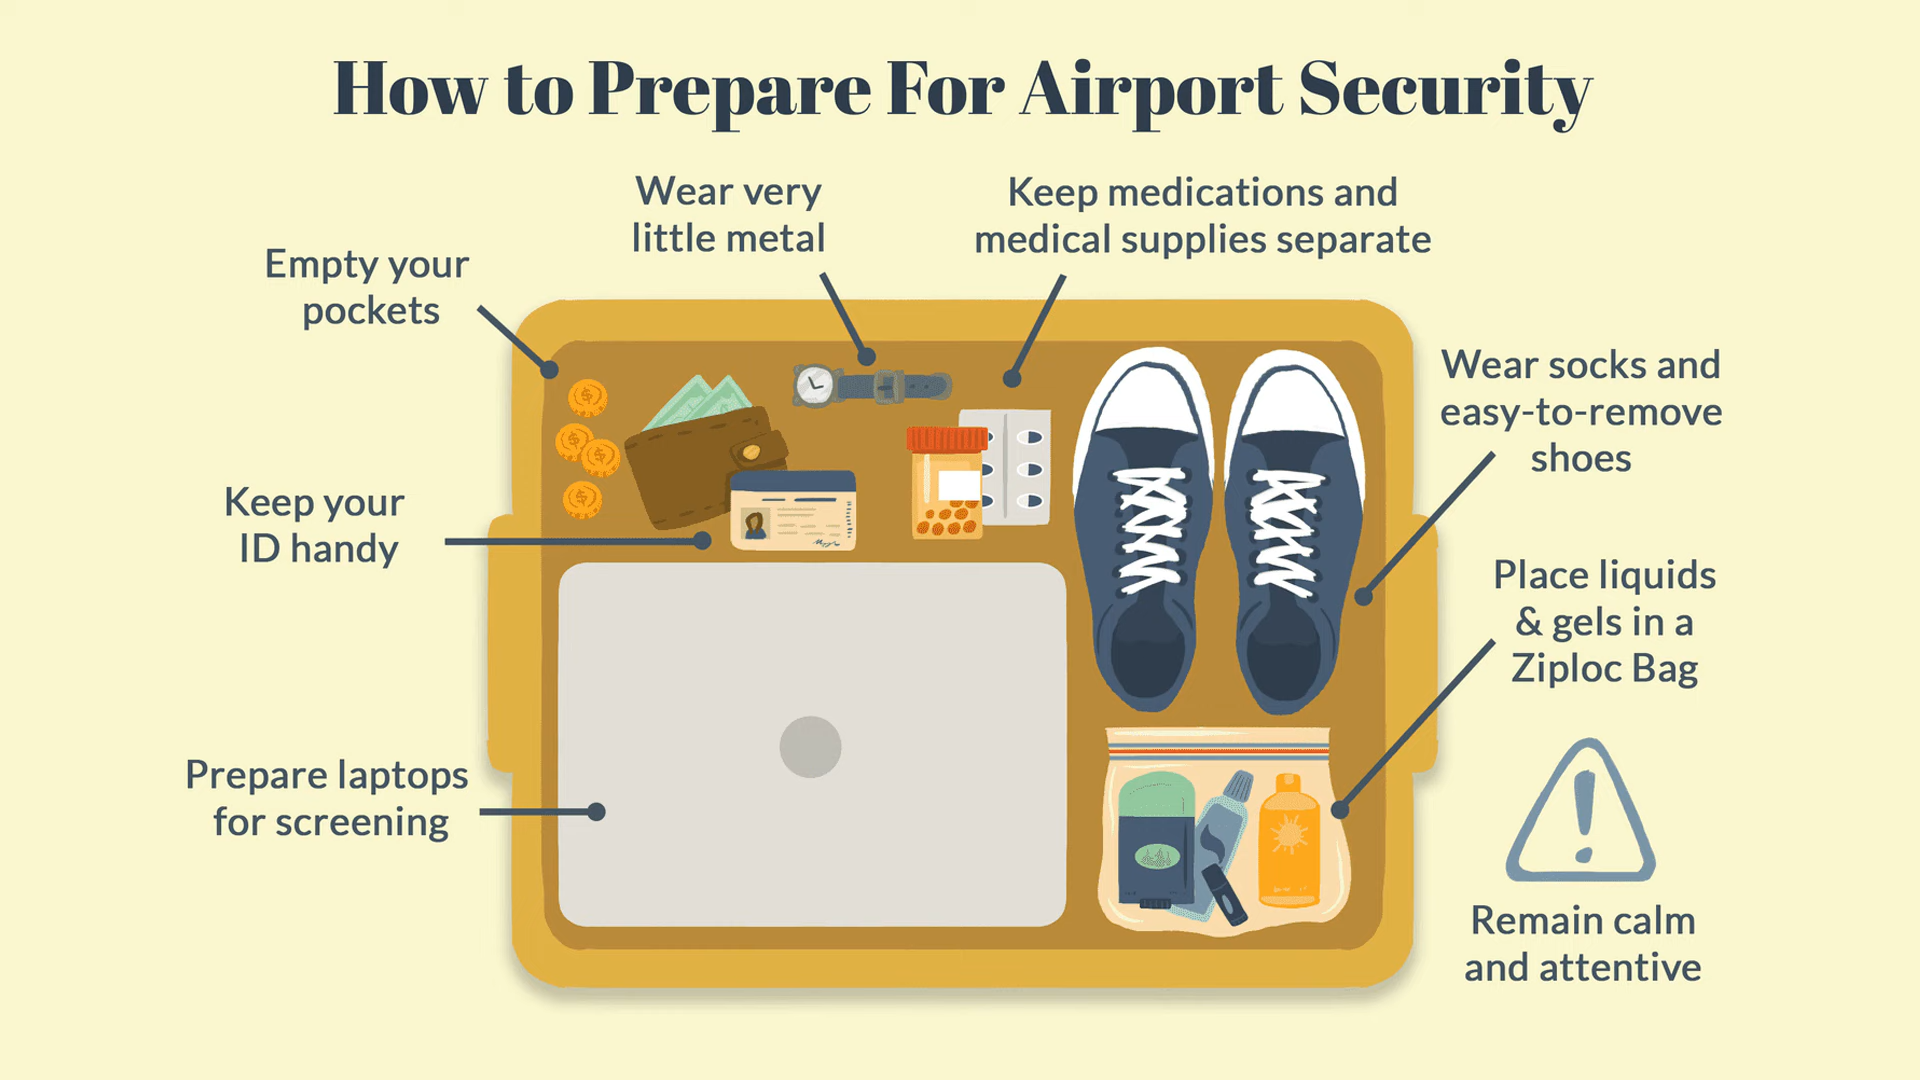 How to Prepare For Airport Security
Wear very
little metal
Keep medications and
medical supplies separate
Empty your
pockets
Wear socks and
easy-to-remove
shoes
Keep your
ID handy
Place liquids
& gels in a
Ziploc Bag
Prepare laptops
for screening
Remain calm
and attentive